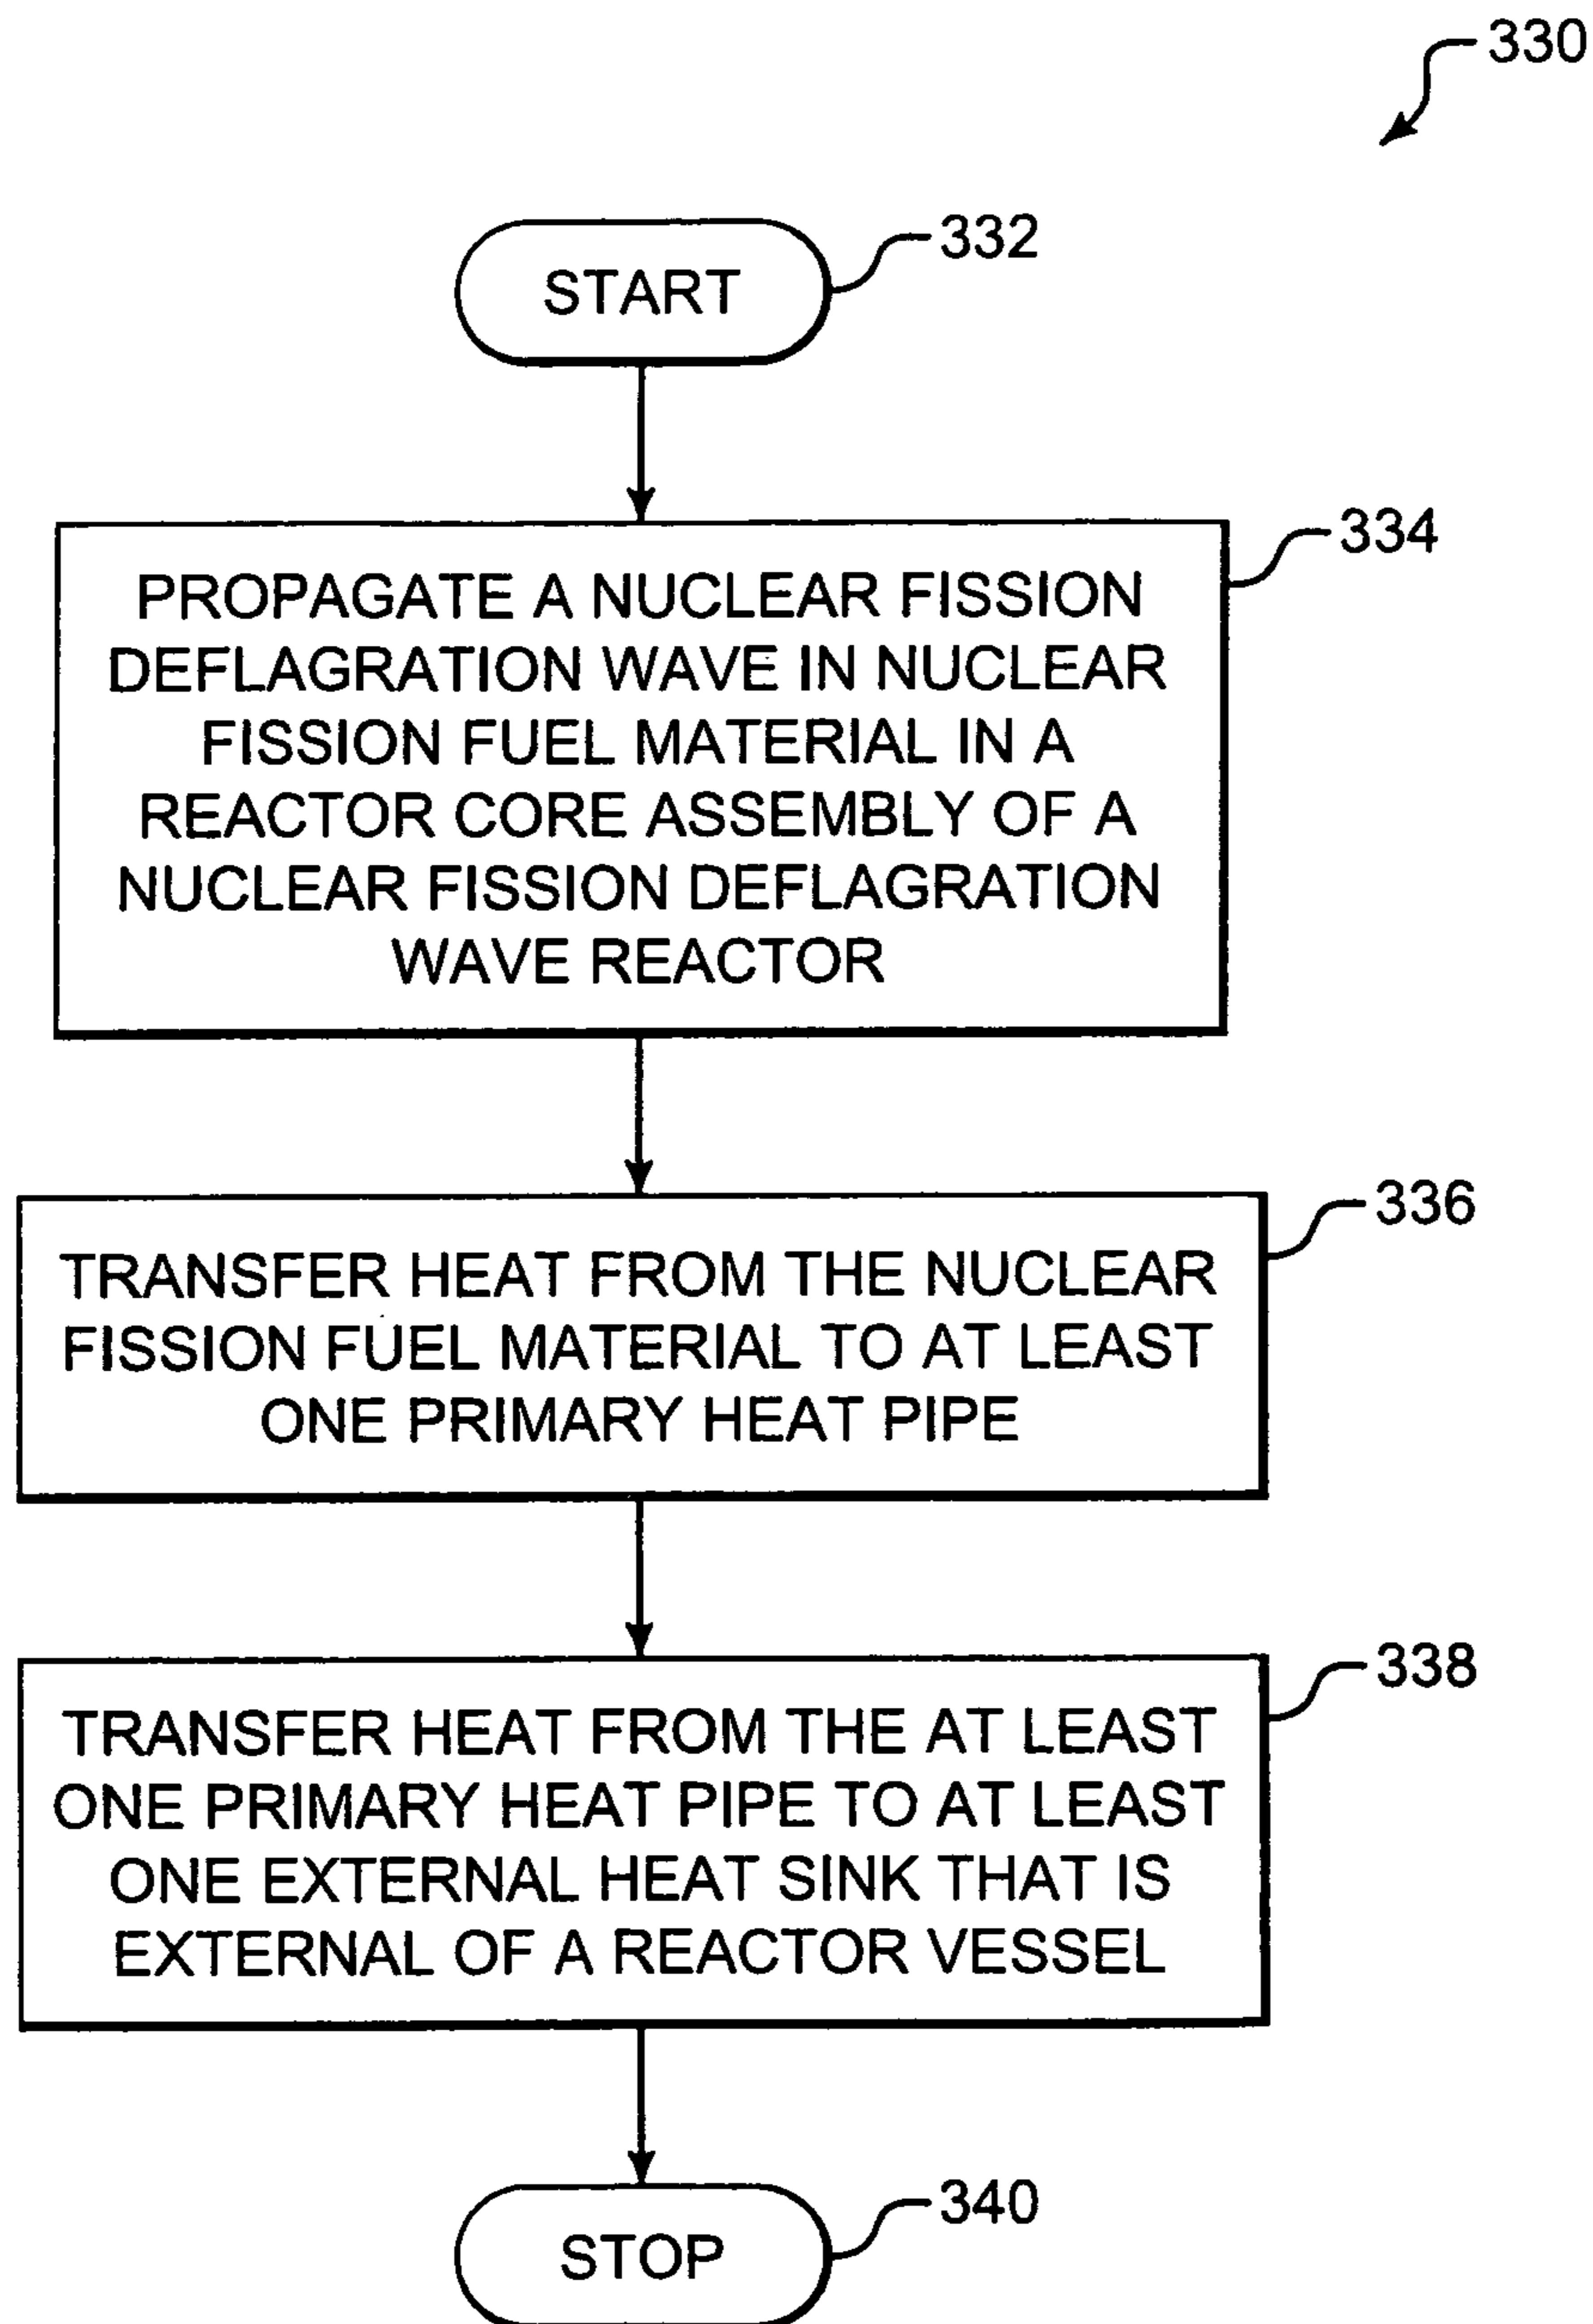 330
START
332
PROPAGATE A NUCLEAR FISSION
DEFLAGRATION WAVE IN NUCLEAR
FISSION FUEL MATERIAL IN A
REACTOR CORE ASSEMBLY OF A
NUCLEAR FISSION DEFLAGRATION
WAVE REACTOR
334
TRANSFER HEAT FROM THE NUCLEAR
FISSION FUEL MATERIAL TO AT LEAST
ONE PRIMARY HEAT PIPE
336
TRANSFER HEAT FROM THE AT LEAST
ONE PRIMARY HEAT PIPE TO AT LEAST
ONE EXTERNAL HEAT SINK THAT IS
EXTERNAL OF A REACTOR VESSEL
338
STOP
340